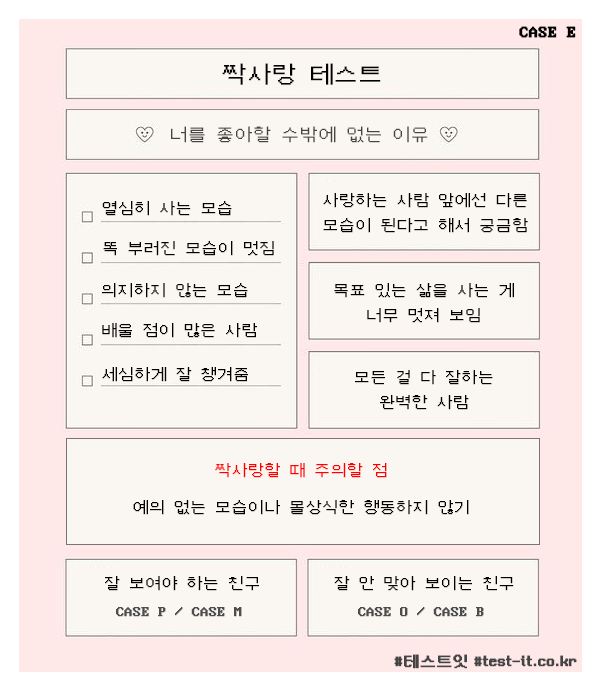 CASE E
짝사랑 테스트
너를 좋아할 수밖에 없는 이유
열심히 사는 모습
똑 부러진 모습이 멋짐
의지하지 않는 모습
배울 점이 많은 사람
세심하게 잘 챙겨줌
사랑하는 사람 앞에선 다른
모습이 된다고 해서 궁금함
목표 있는 삶을 사는 게
너무 멋져 보임
모든 걸 다 잘하는
완벽한 사람
짝사랑할 때 주의할 점
예의 없는 모습이나 몰상식한 행동하지 않기
잘 보여야 하는 친구
CASE P / CASE M
잘 안 맞아 보이는 친구
CASE O / CASE B
#테스트잇 #test-it.co.kr